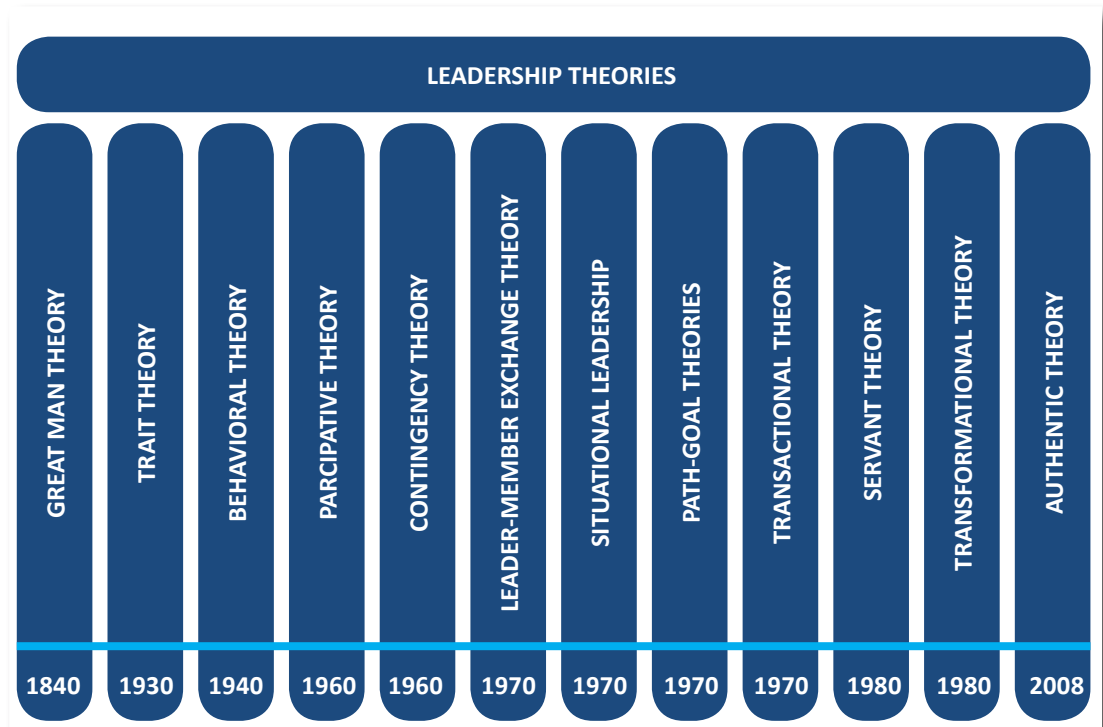 LEADERSHIP THEORIES
GREAT MAN THEORY
TRAIT THEORY
BEHAVIORAL THEORY
PARCIPATIVE THEORY
CONTINGENCY THEORY
LEADER-MEMBER EXCHANGE THEORY
SITUATIONAL LEADERSHIP
PATH-GOAL THEORIES
TRANSACTIONAL THEORY
SERVANT THEORY
TRANSFORMATIONAL THEORY
AUTHENTIC THEORY
1840
1930
1940
1960
1960
1970
1970
1970
1970
1980
1980
2008